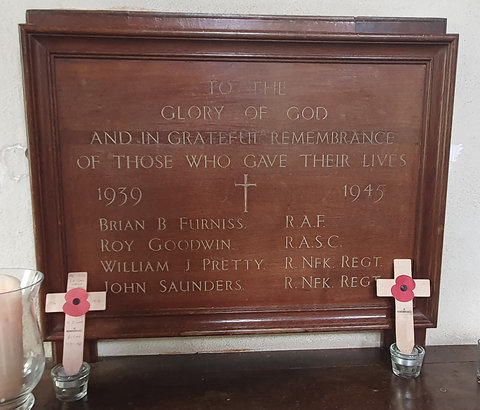 TO THE
GLORY OF GOD
AND IN GRATEFUL REMEMBRANCE
OF THOSE WHO GAVE THEIR LIVES
1939 1945
BRIAN B FURNISS. R.A.F.
ROY GOODWIN. R.A.S.C.
WILLIAM J PRETTY. R. NFK. REGT.
JOHN SAUNDERS. R. NFK. REGT.